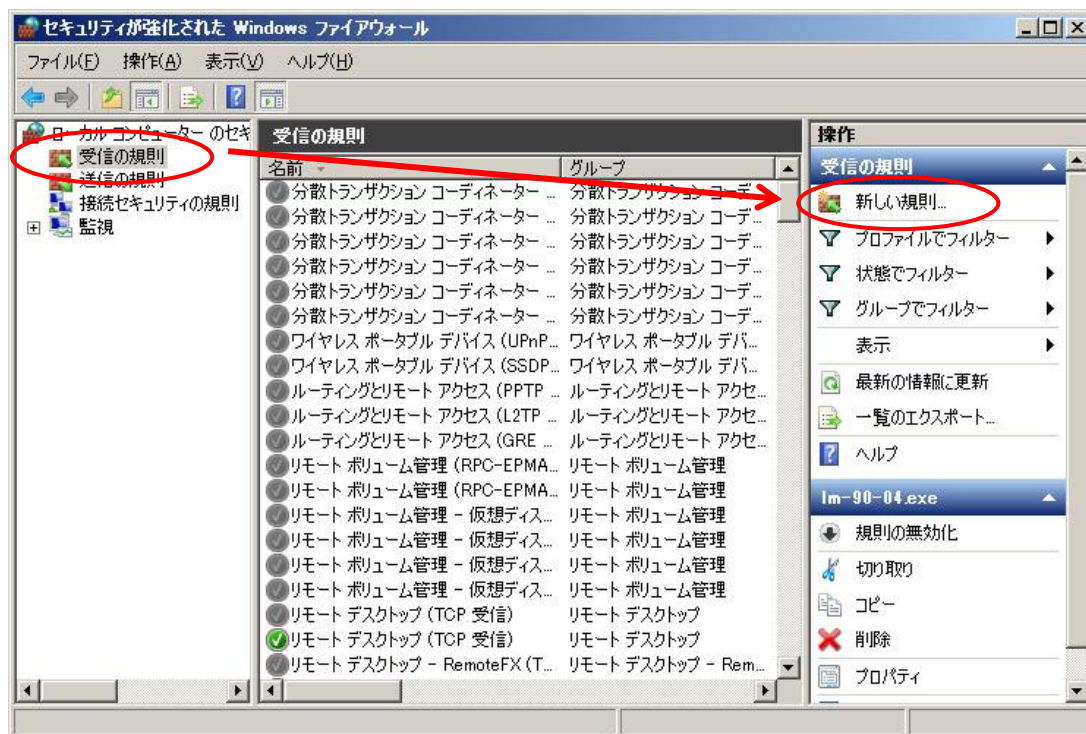 セキュリティが強化された Windows ファイアウォール
ファイル(F) 操作(A) 表示(V) ヘルプ(H)
ローカル コンピューター のセキ
受信の規則
送信の規則
接続セキュリティの規則
監視
受信の規則
名前 グループ
分散トランザクション コーディネーター ... 分散トランザクション コーデ...
分散トランザクション コーディネーター ... 分散トランザクション コーデ...
分散トランザクション コーディネーター ... 分散トランザクション コーデ...
分散トランザクション コーディネーター ... 分散トランザクション コーデ...
分散トランザクション コーディネーター ... 分散トランザクション コーデ...
分散トランザクション コーディネーター ... 分散トランザクション コーデ...
ワイヤレス ポータブル デバイス (UPnP... ワイヤレス ポータブル デバ...
ワイヤレス ポータブル デバイス (SSDP... ワイヤレス ポータブル デバ...
ルーティングとリモート アクセス (PPTP ... ルーティングとリモート アクセ...
ルーティングとリモート アクセス (L2TP ... ルーティングとリモート アクセ...
ルーティングとリモート アクセス (GRE ... ルーティングとリモート アクセ...
リモート ボリューム管理 (RPC-EPMA... リモート ボリューム管理
リモート ボリューム管理 (RPC-EPMA... リモート ボリューム管理
リモート ボリューム管理 - 仮想ディス... リモート ボリューム管理
リモート ボリューム管理 - 仮想ディス... リモート ボリューム管理
リモート ボリューム管理 - 仮想ディス... リモート ボリューム管理
リモート ボリューム管理 - 仮想ディス... リモート ボリューム管理
リモート デスクトップ (TCP 受信) リモート デスクトップ
リモート デスクトップ (TCP 受信) リモート デスクトップ
リモート デスクトップ - RemoteFX (T... リモート デスクトップ - Rem...
操作
受信の規則
新しい規則...
プロファイルでフィルター
状態でフィルター
グループでフィルター
表示
最新の情報に更新
一覧のエクスポート...
ヘルプ
lm-90-04.exe
規則の無効化
切り取り
コピー
削除
プロパティ